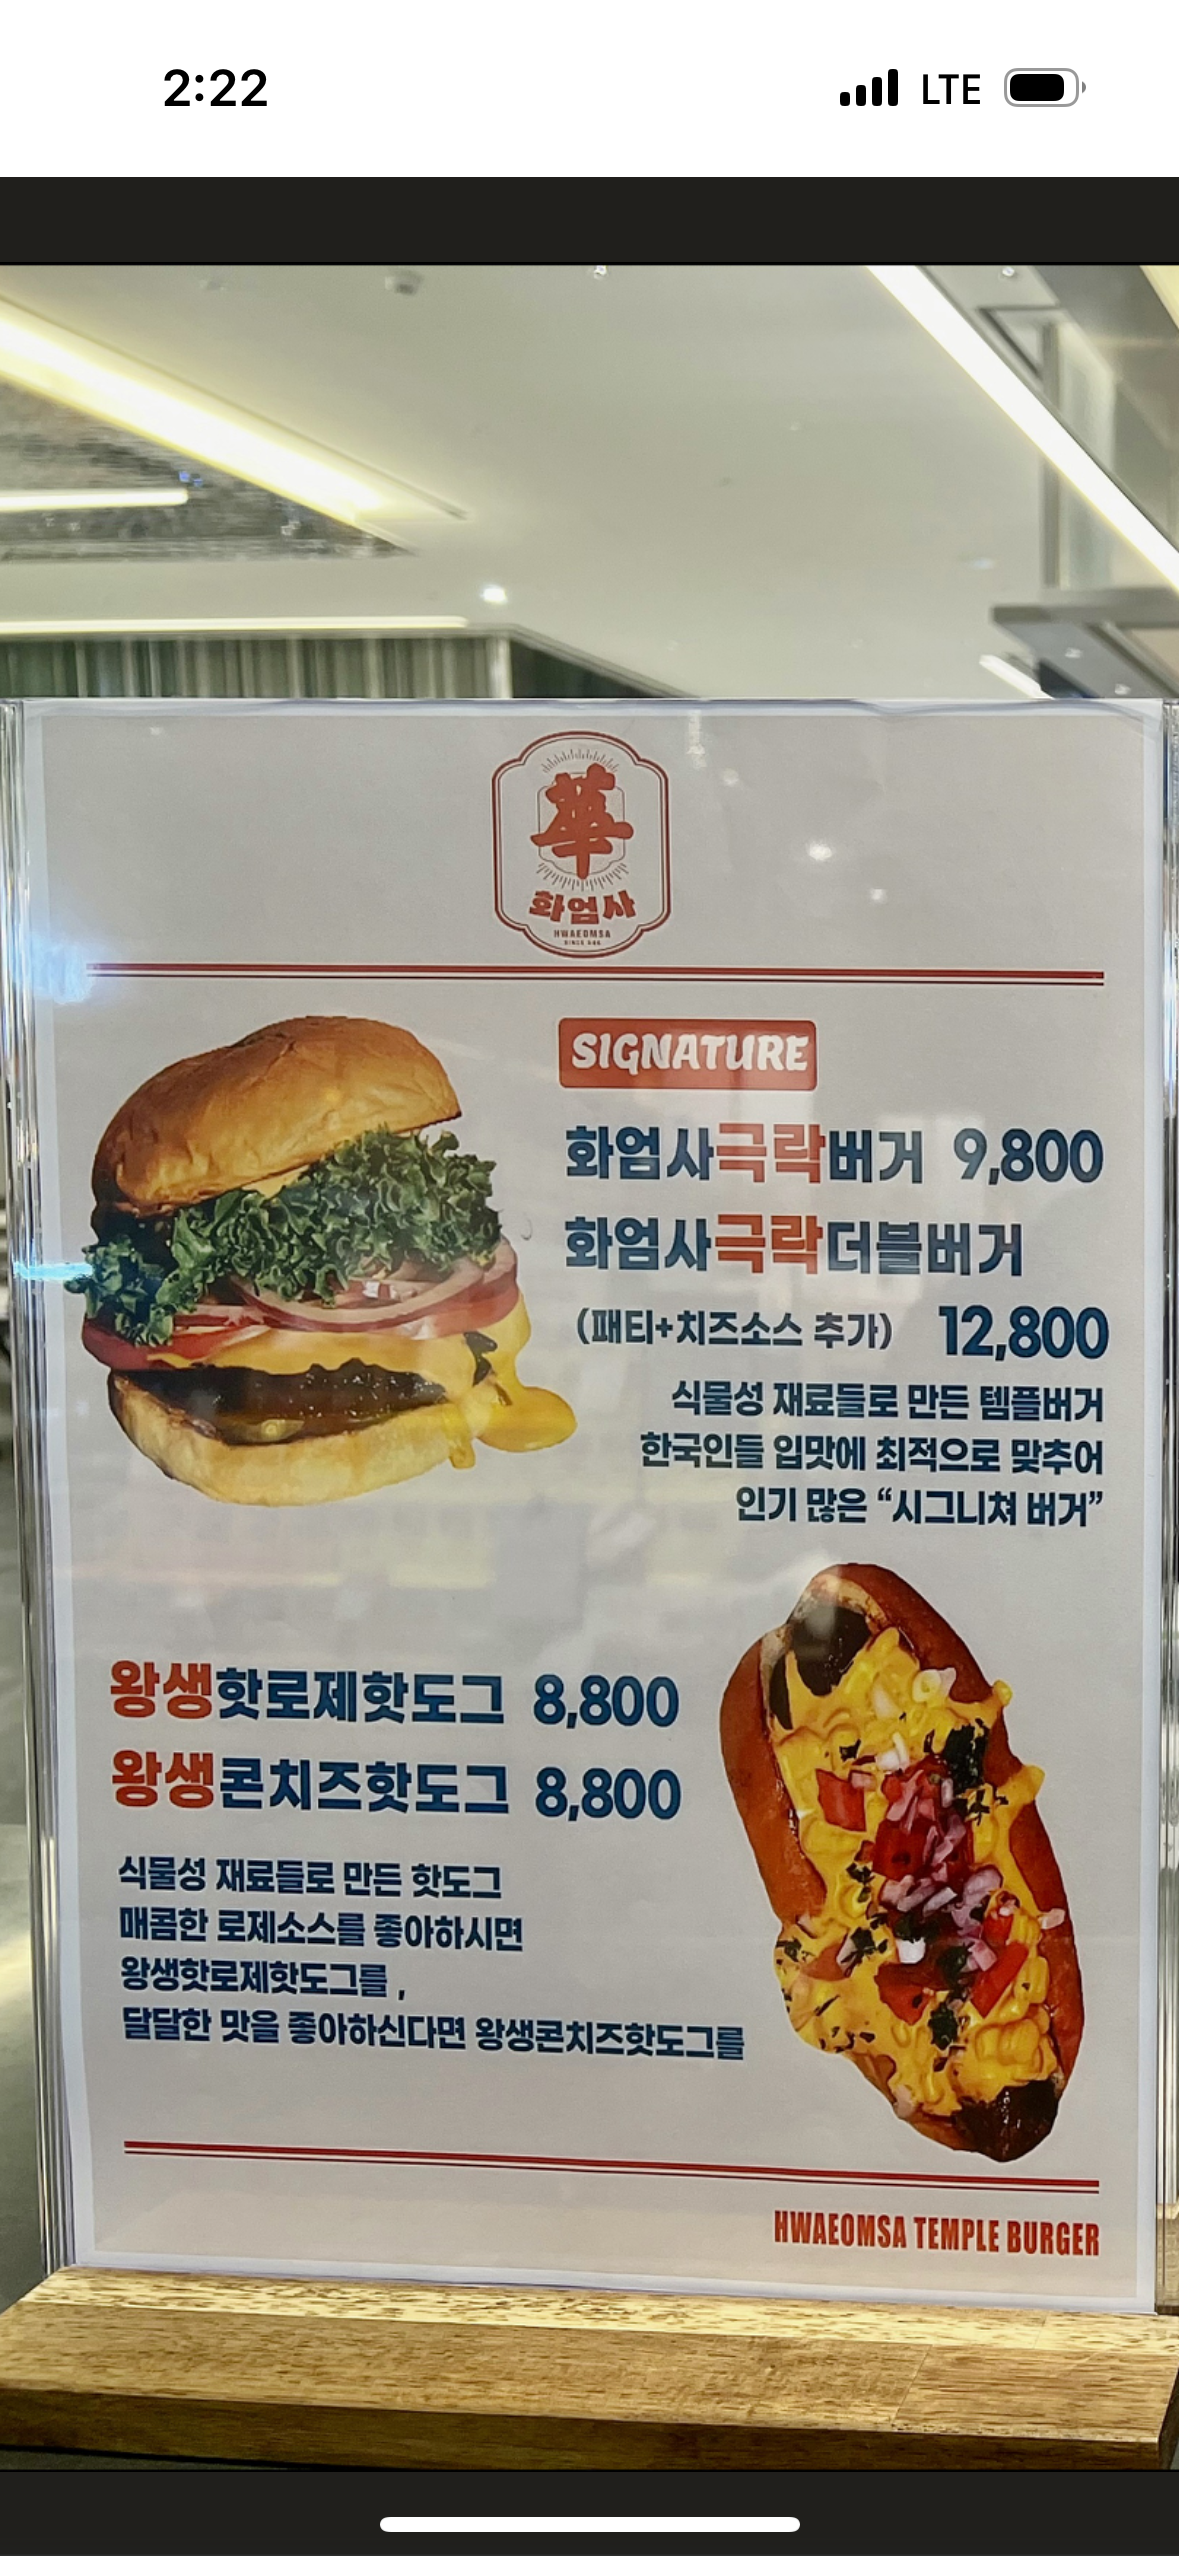 2:22 LTE
華
화엄사
HWAEOMSA
SIGNATURE
화엄사극락버거 9,800
화엄사극락더블버거
(패티+치즈소스 추가) 12,800
식물성 재료들로 만든 템플버거
한국인들 입맛에 최적으로 맞추어
인기 많은 “시그니쳐 버거”
왕생핫로제핫도그 8,800
왕생콘치즈핫도그 8,800
식물성 재료들로 만든 핫도그
매콤한 로제소스를 좋아하시면
왕생핫로제핫도그를 ,
달달한 맛을 좋아하신다면 왕생콘치즈핫도그를
HWAEOMSA TEMPLE BURGER